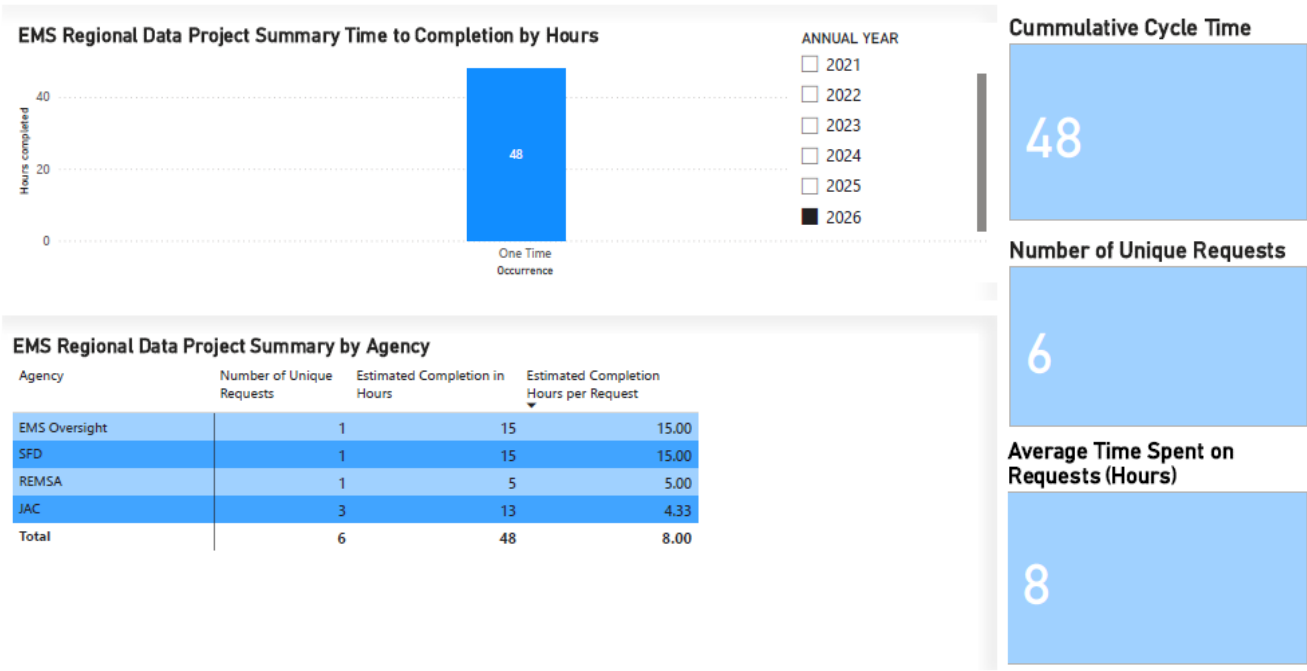 EMS Regional Data Project Summary Time to Completion by Hours
Hours completed
40
20
0
48
One Time
Occurrence
ANNUAL YEAR
2021
2022
2023
2024
2025
2026
Cummulative Cycle Time
48
Number of Unique Requests
6
Average Time Spent on
Requests (Hours)
8
EMS Regional Data Project Summary by Agency
Agency Number of Unique Requests Estimated Completion in Hours Estimated Completion Hours per Request
EMS Oversight 1 15 15.00
SFD 1 15 15.00
REMSA 1 5 5.00
JAC 3 13 4.33
Total 6 48 8.00